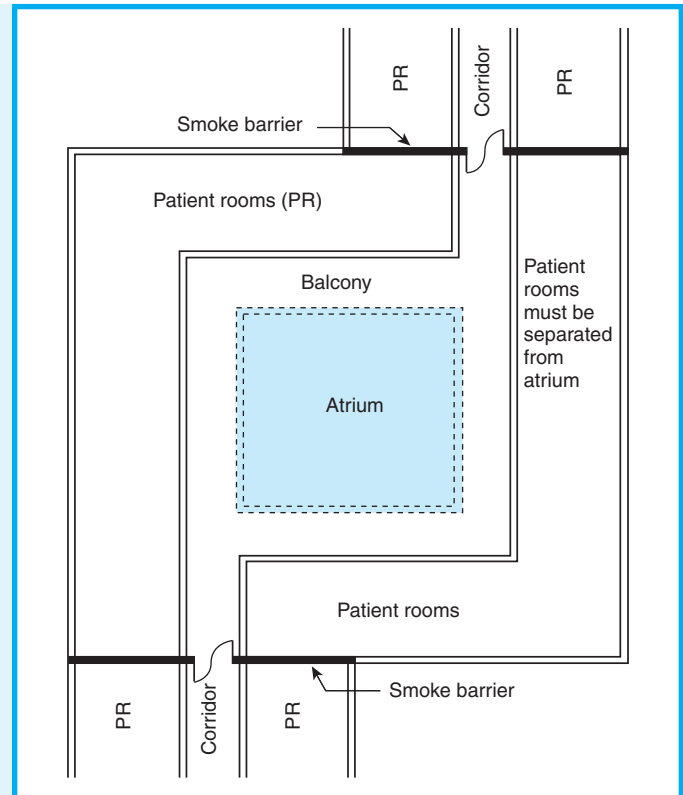 PR
Corridor
PR
Smoke barrier
Patient rooms (PR)
Balcony
Patient
rooms
must be
separated
from
atrium
Atrium
Patient rooms
Smoke barrier
PR
Corridor
PR